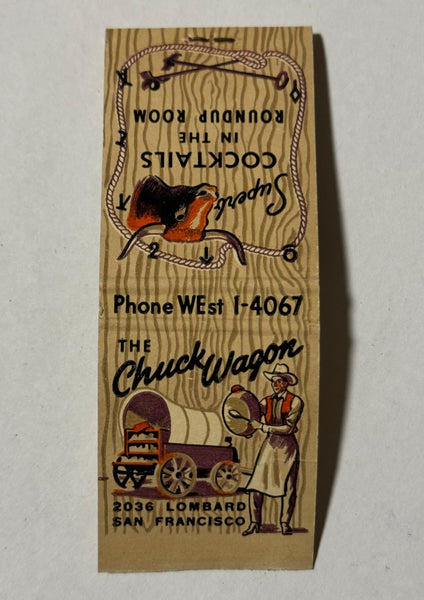 Superb
COCKTAILS
IN THE
ROUNDUP ROOM
Phone WEst 1-4067
THE
Chuck Wagon
2036 LOMBARD
SAN FRANCISCO